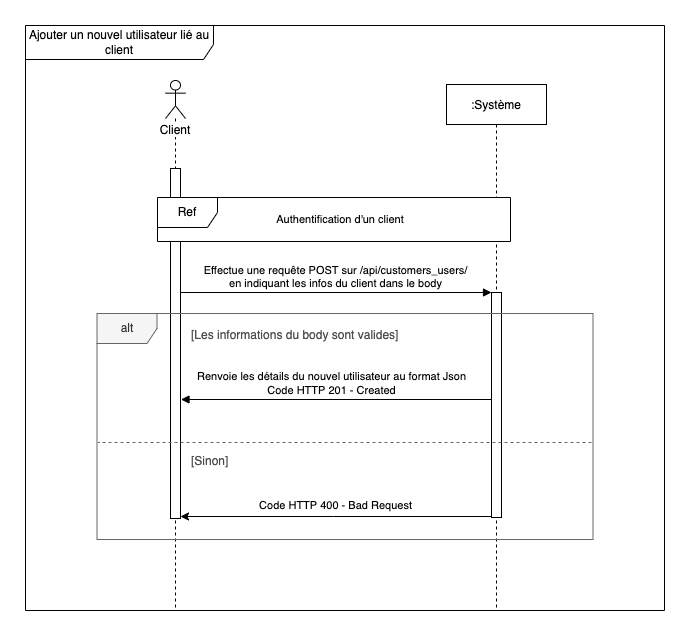 Ajouter un nouvel utilisateur lié au
client
Client
:Système
Ref
Authentification d'un client
Effectue une requête POST sur /api/customers_users/
en indiquant les infos du client dans le body
alt
[Les informations du body sont valides]
Renvoie les détails du nouvel utilisateur au format Json
Code HTTP 201 - Created
[Sinon]
Code HTTP 400 - Bad Request